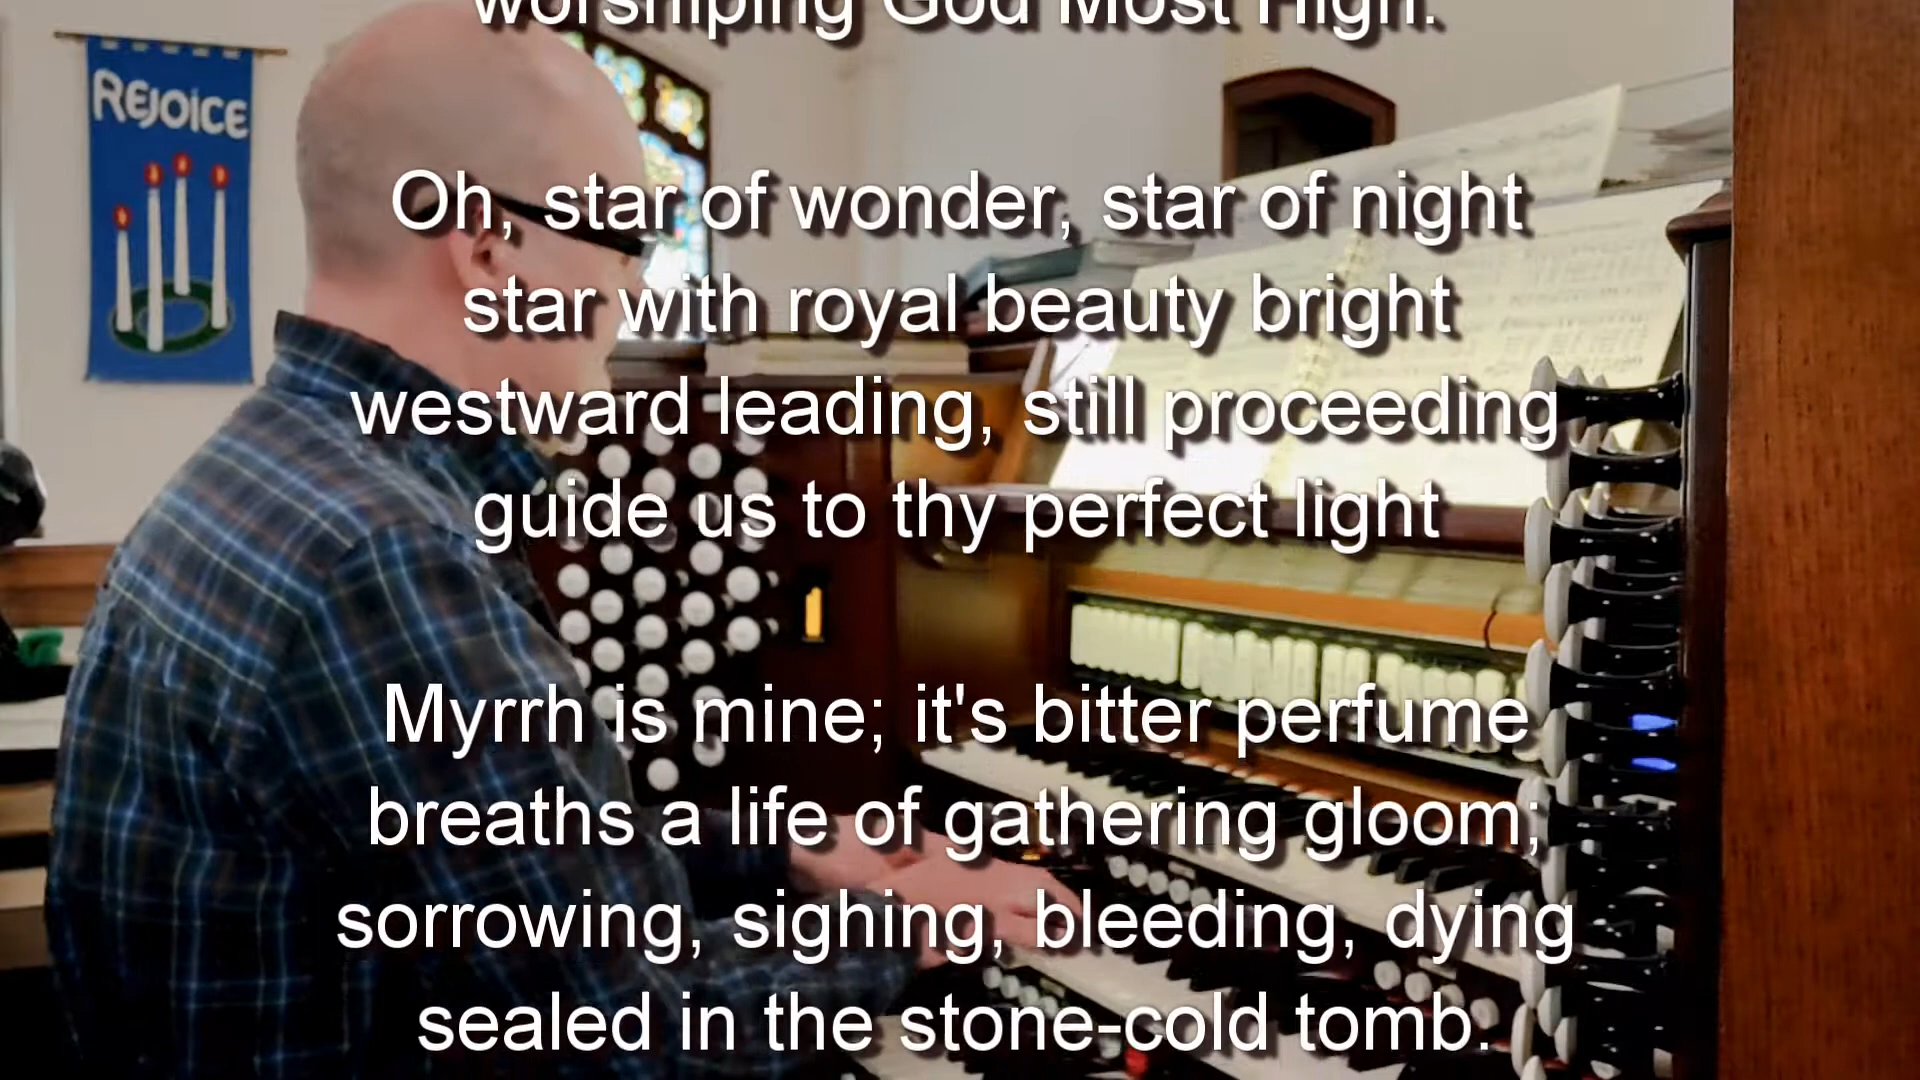 worshiping God Most High.
REJOICE
Oh, star of wonder, star of night
star with royal beauty bright
westward leading, still proceeding
guide us to thy perfect light
Myrrh is mine; it's bitter perfume
breaths a life of gathering gloom;
sorrowing, sighing, bleeding, dying
sealed in the stone-cold tomb.